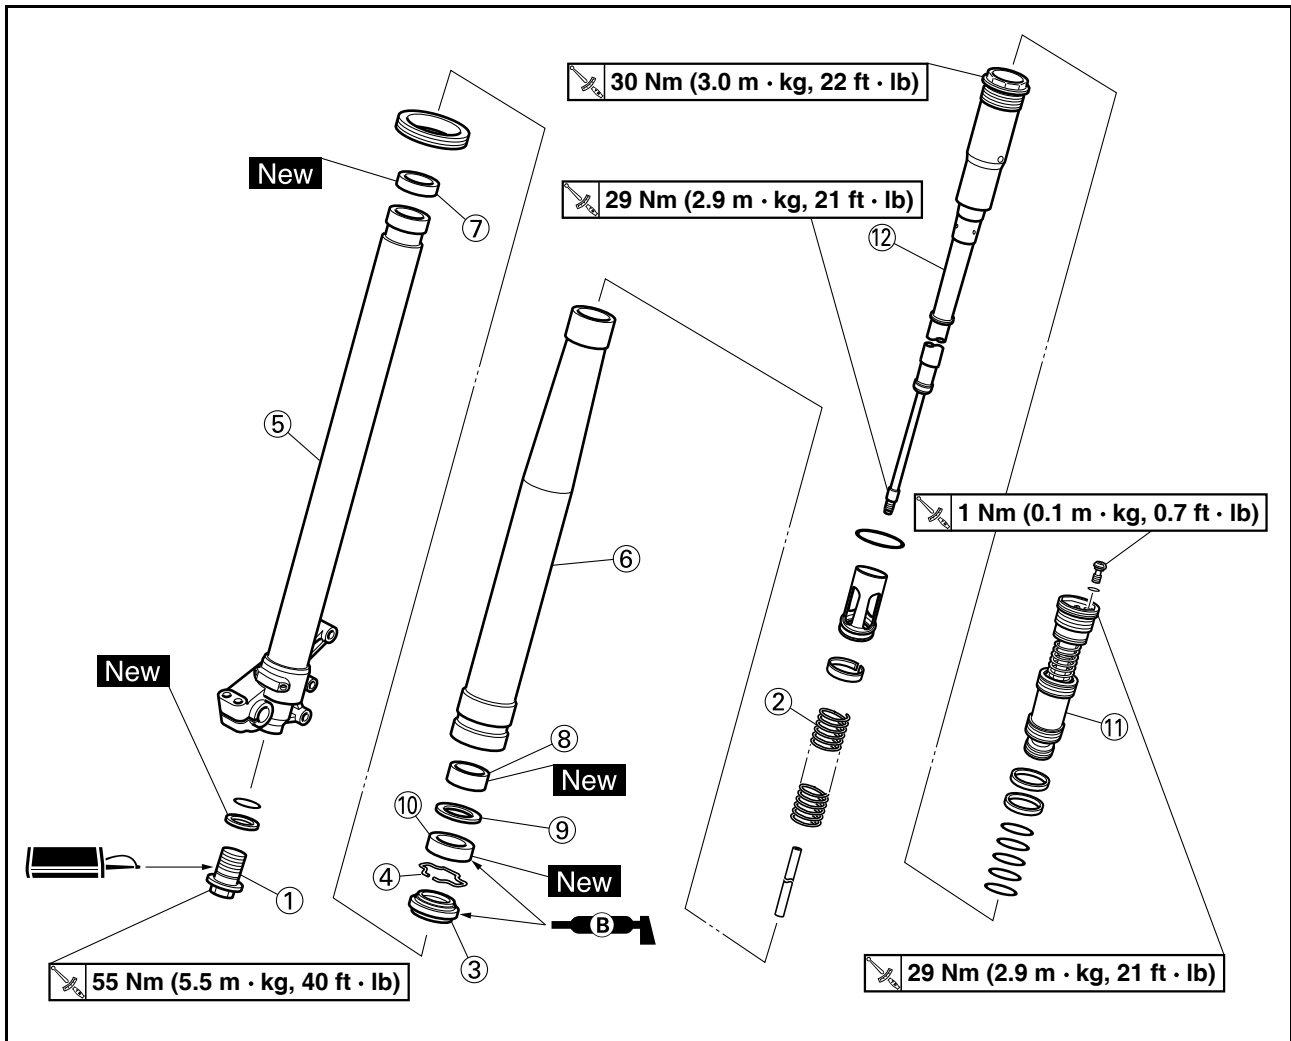 30 Nm (3.0 m · kg, 22 ft · lb)
New
29 Nm (2.9 m · kg, 21 ft · lb)
⑦
⑫
⑤
1 Nm (0.1 m · kg, 0.7 ft · lb)
⑥
New
②
⑪
⑧
New
⑩
⑨
④
New
①
B
③
55 Nm (5.5 m · kg, 40 ft · lb)
29 Nm (2.9 m · kg, 21 ft · lb)